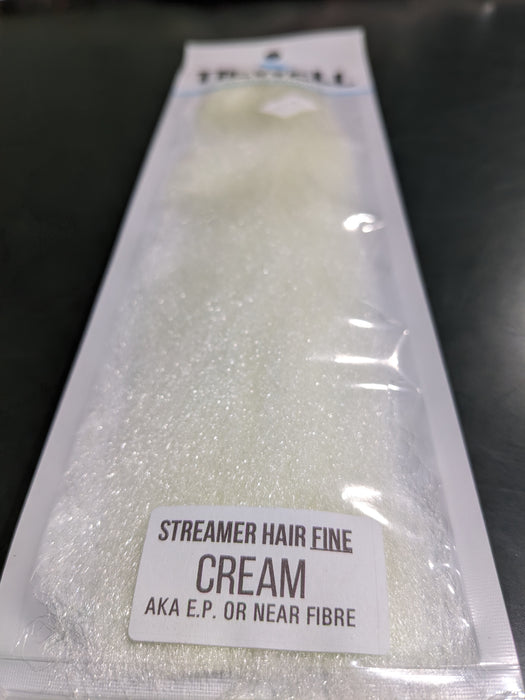 STREAMER HAIR FINE
CREAM
AKA E.P. OR NEAR FIBRE